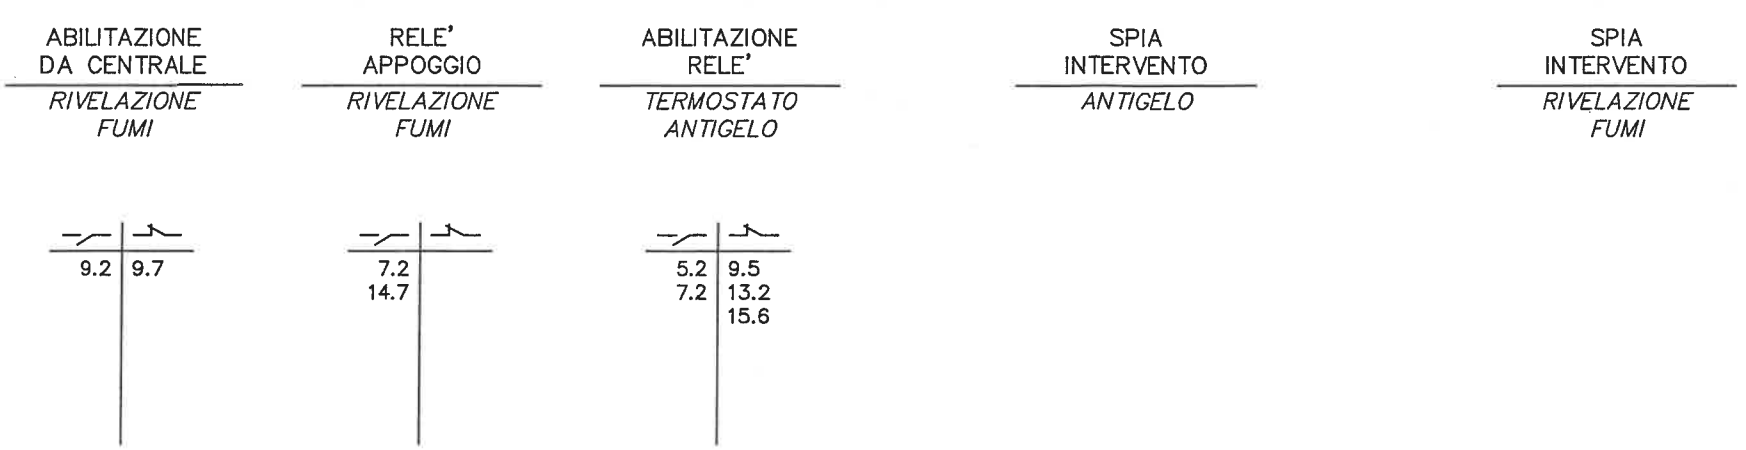 ABILITAZIONE
DA CENTRALE
RIVELAZIONE
FUMI
RELE'
APPOGGIO
RIVELAZIONE
FUMI
ABILITAZIONE
RELE'
TERMOSTATO
ANTIGELO
SPIA
INTERVENTO
ANTIGELO
SPIA
INTERVENTO
RIVELAZIONE
FUMI
9.2 9.7
7.2
14.7
5.2 9.5
7.2 13.2
15.6